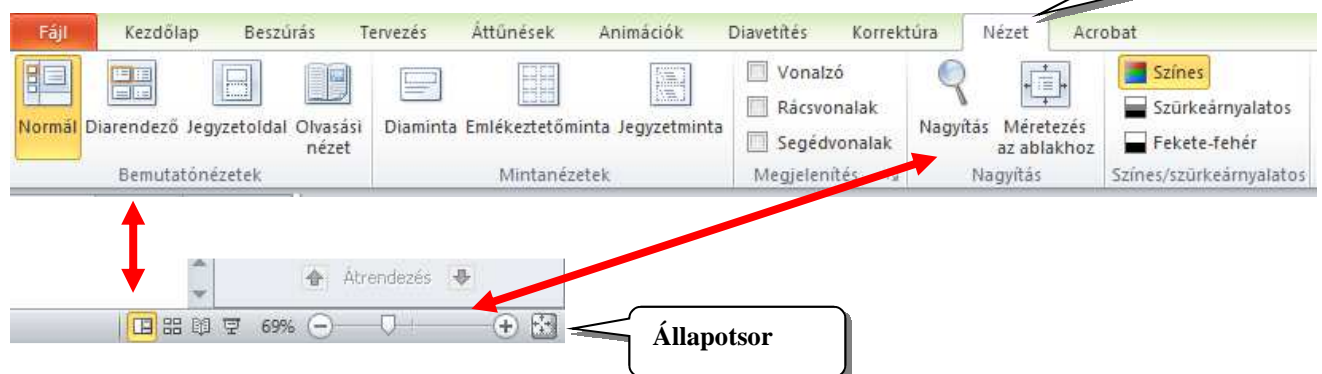 Fájl Kezdőlap Beszúrás Tervezés Áttűnések Animációk Diavetítés Korrektúra Nézet Acrobat
Normál Diarendező Jegyzetoldal Olvasási nézet
Diaminta Emlékeztetőminta Jegyzetminta
Vonalzó
Rácsvonalak
Segédvonalak
Nagyítás Méretezés az ablakhoz
Színes
Szürkeárnyalatos
Fekete-fehér
Bemutatónézetek Mintanézetek Megjelenítés Nagyítás Színes/szürkeárnyalatos
Átrendezés
69%
Állapotsor